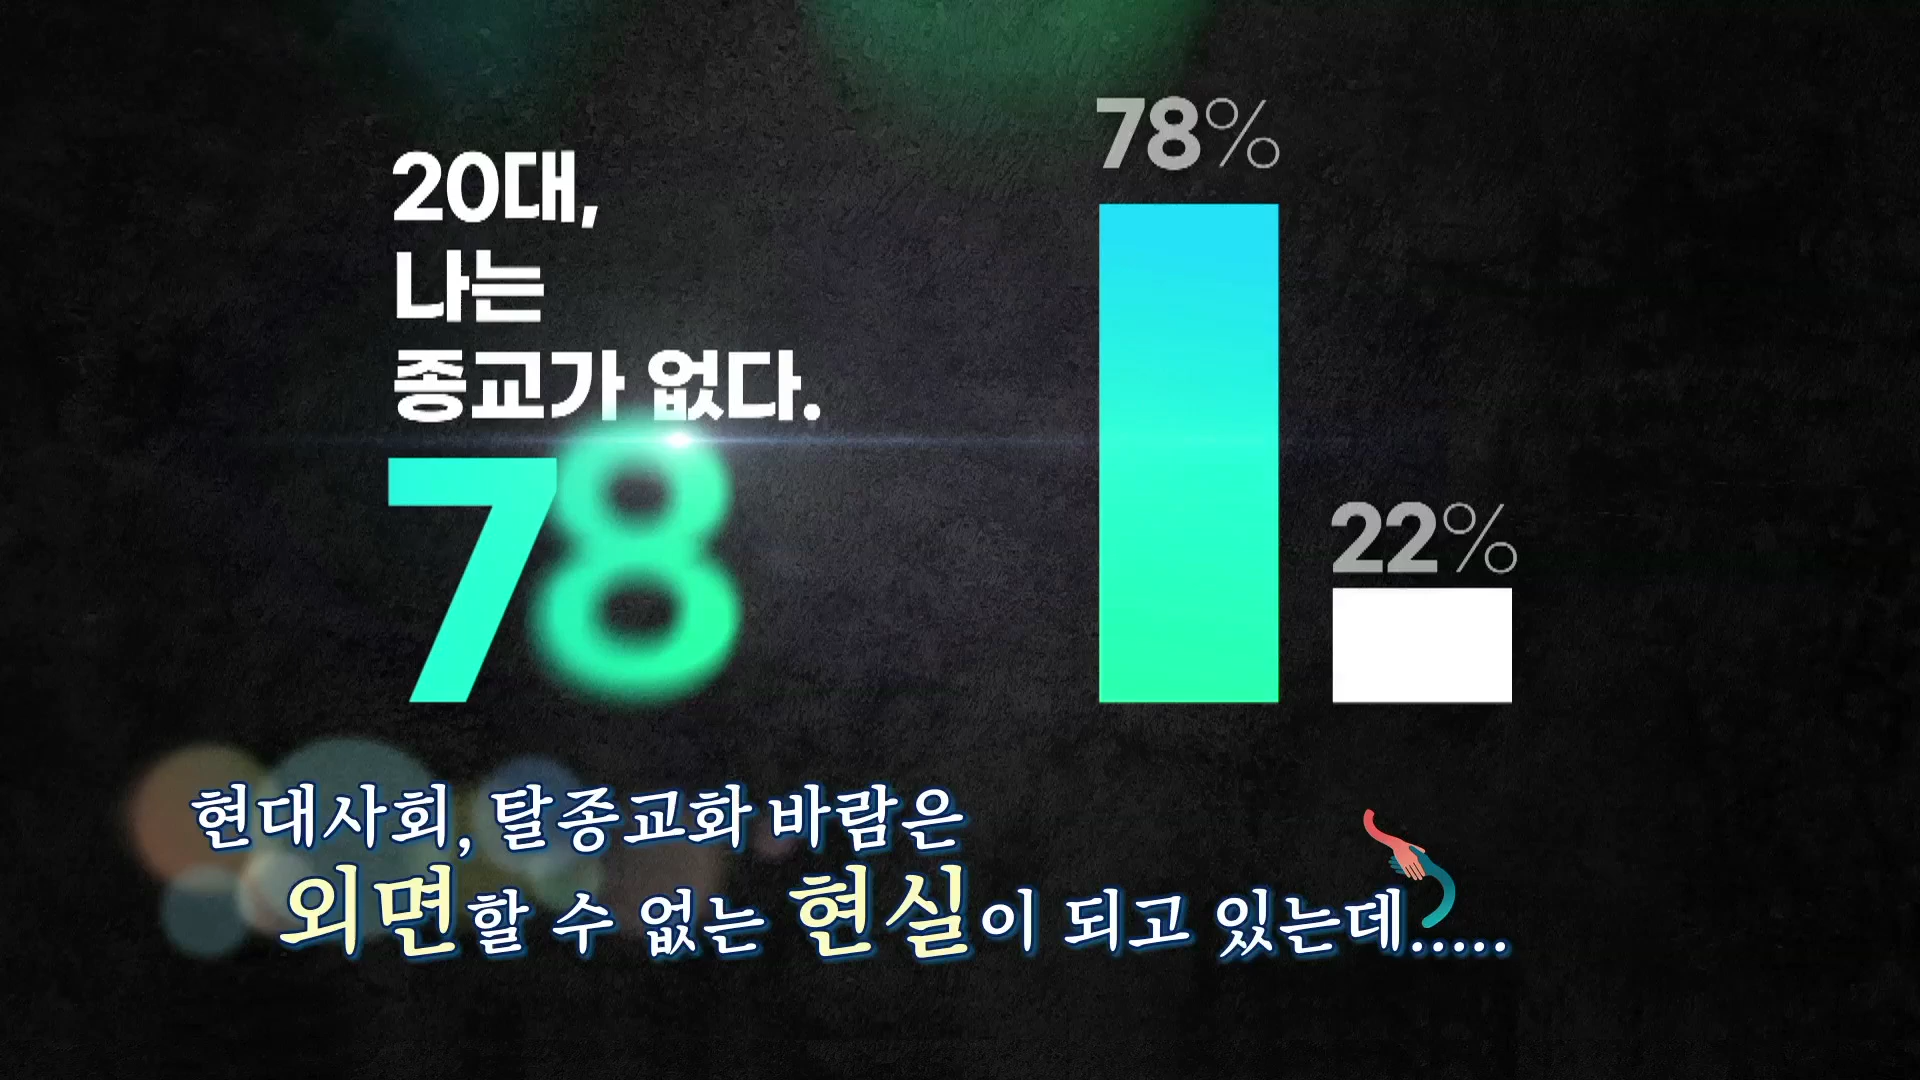 20대,
나는
종교가 없다.
78
78%
22%
현대사회, 탈종교화 바람은
외면할 수 없는 현실이 되고 있는데.....